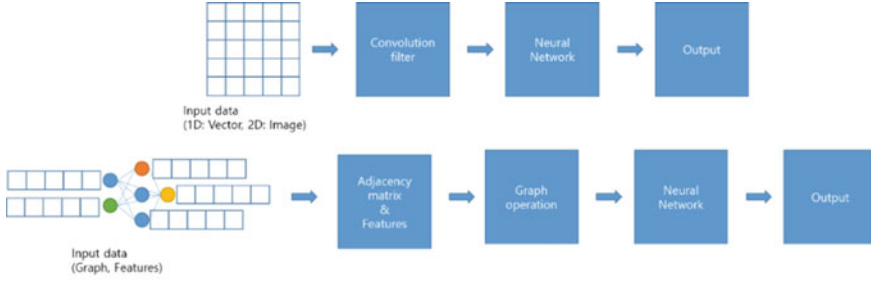 Convolution
filter
Neural
Network
Output
Input data
(1D: Vector, 2D: Image)
Adjacency
matrix
&
Features
Graph
operation
Neural
Network
Output
Input data
(Graph, Features)